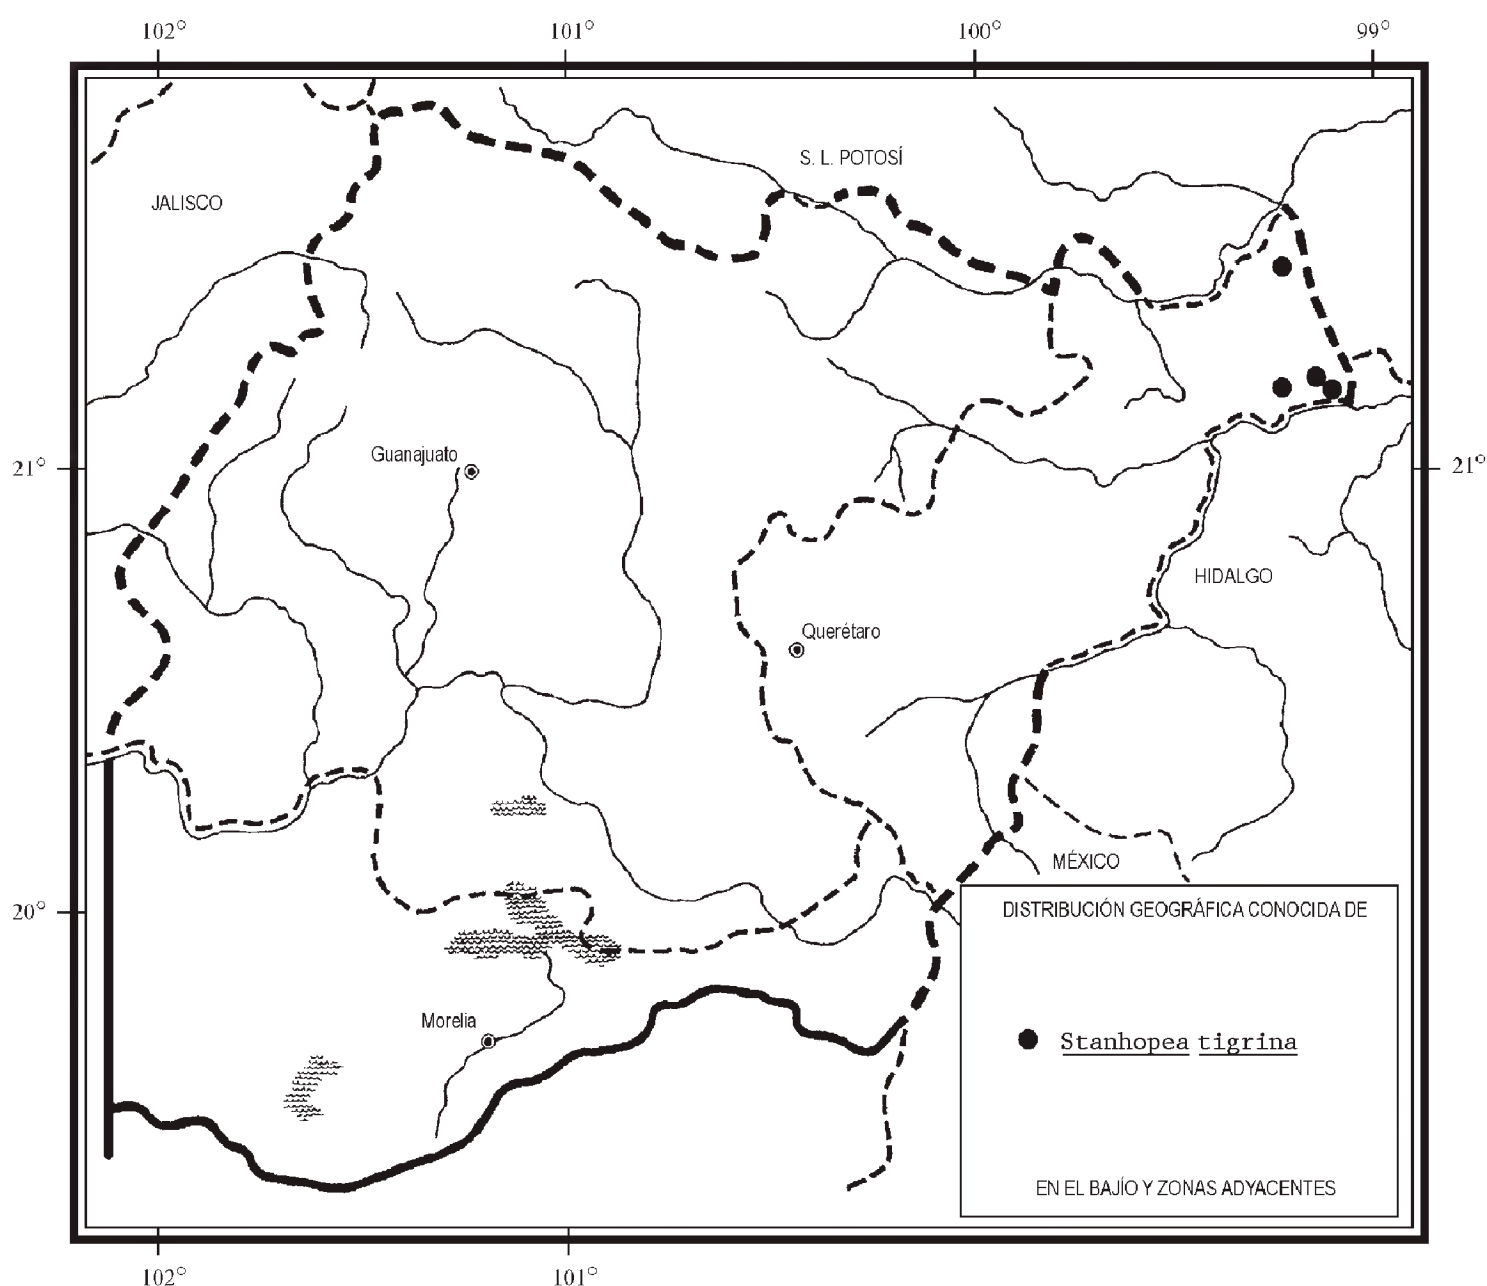 102° 101° 100° 99°
S. L. POTOSÍ
JALISCO
Guanajuato
21° 21°
HIDALGO
Querétaro
MÉXICO
20°
DISTRIBUCIÓN GEOGRÁFICA CONOCIDA DE
Morelia
Stanhopea tigrina
EN EL BAJÍO Y ZONAS ADYACENTES
102° 101°